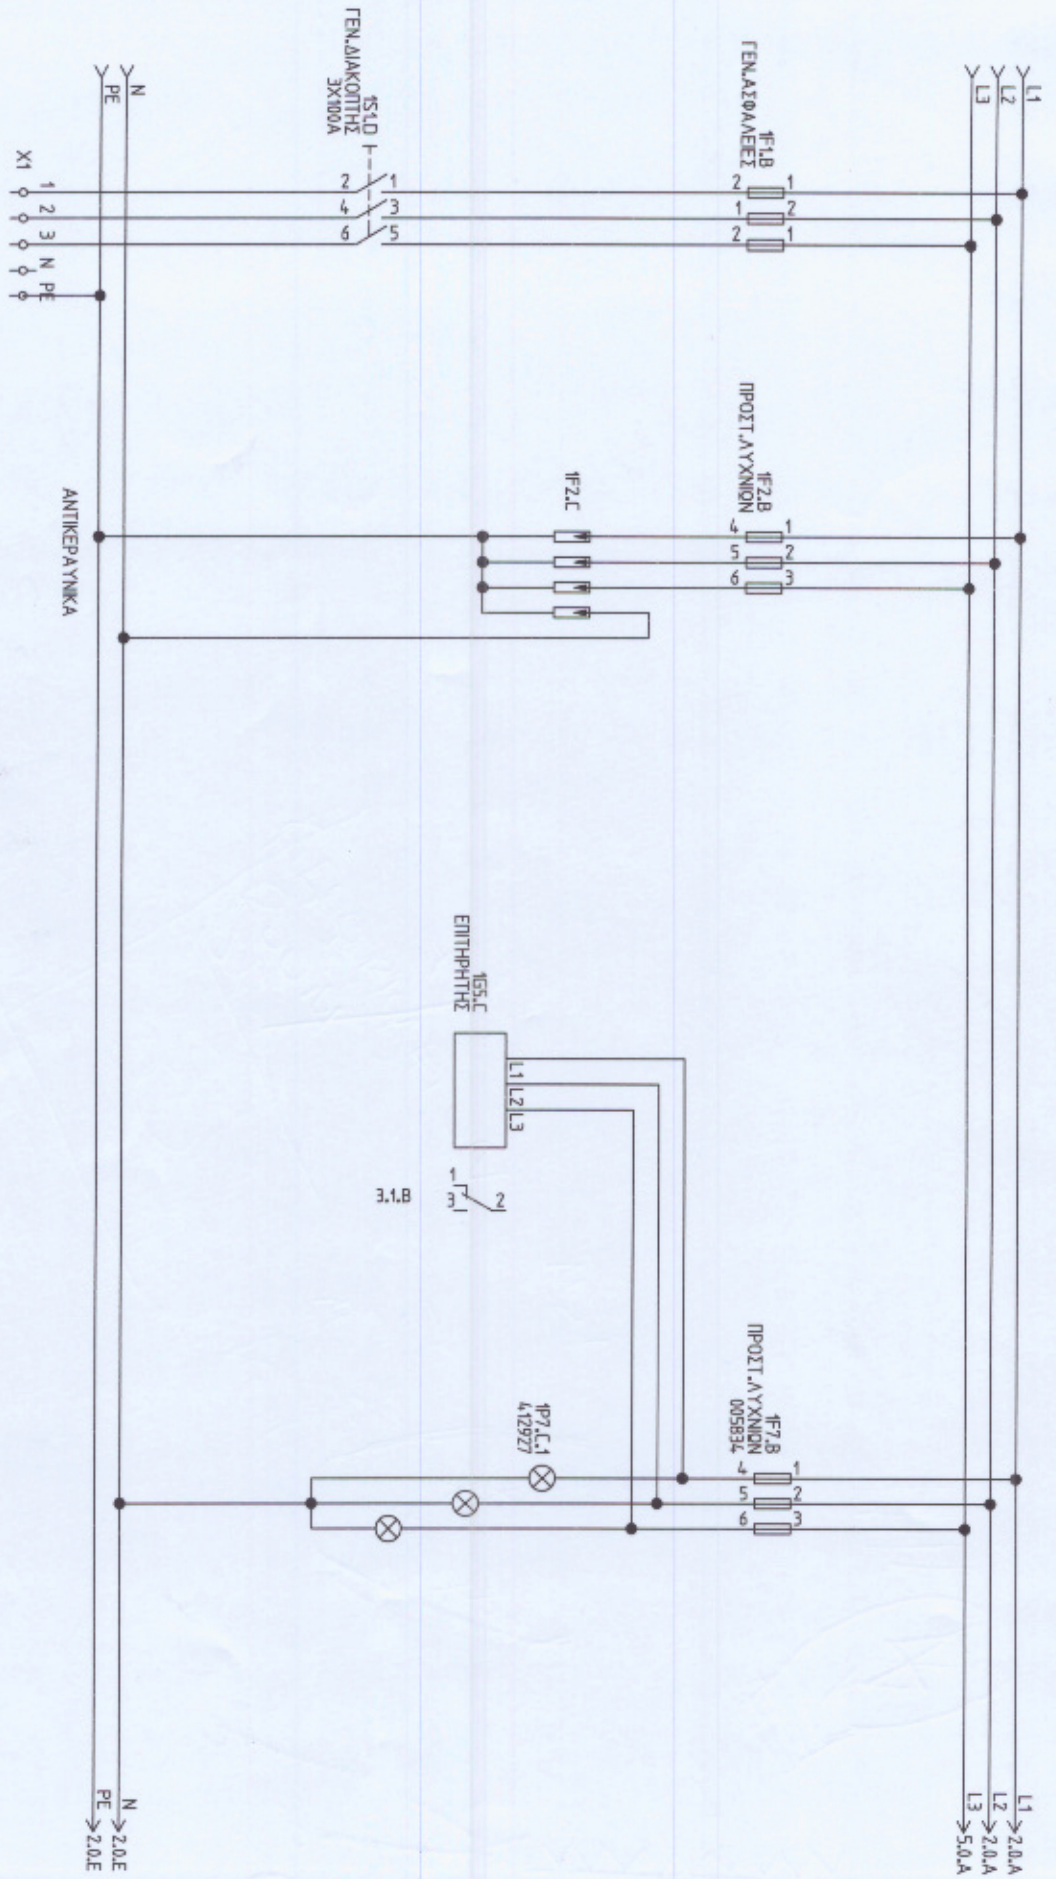 L1
L2
L3
1F1.B
ΓΕΝ.ΑΣΦΑΛΕΙΕΣ
1
2
2
1
1
2
1S1.D
ΓΕΝ.ΔΙΑΚΟΠΤΗΣ
3X100A
1
2
3
4
5
6
N
PE
X1
1
2
3
N
PE
1F2.B
ΠΡΟΣΤ.ΛΥΧΝΙΩΝ
1
4
2
5
3
6
1F2.C
ΑΝΤΙΚΕΡΑΥΝΙΚΑ
1G5.C
ΕΠΙΤΗΡΗΤΗΣ
L1
L2
L3
2
1
3
3.1.B
1F7.B
ΠΡΟΣΤ.ΛΥΧΝΙΩΝ
005834
1
4
2
5
3
6
1P7.C.1
412927
L1
2.0.A
L2
2.0.A
L3
5.0.A
N
2.0.E
PE
2.0.E